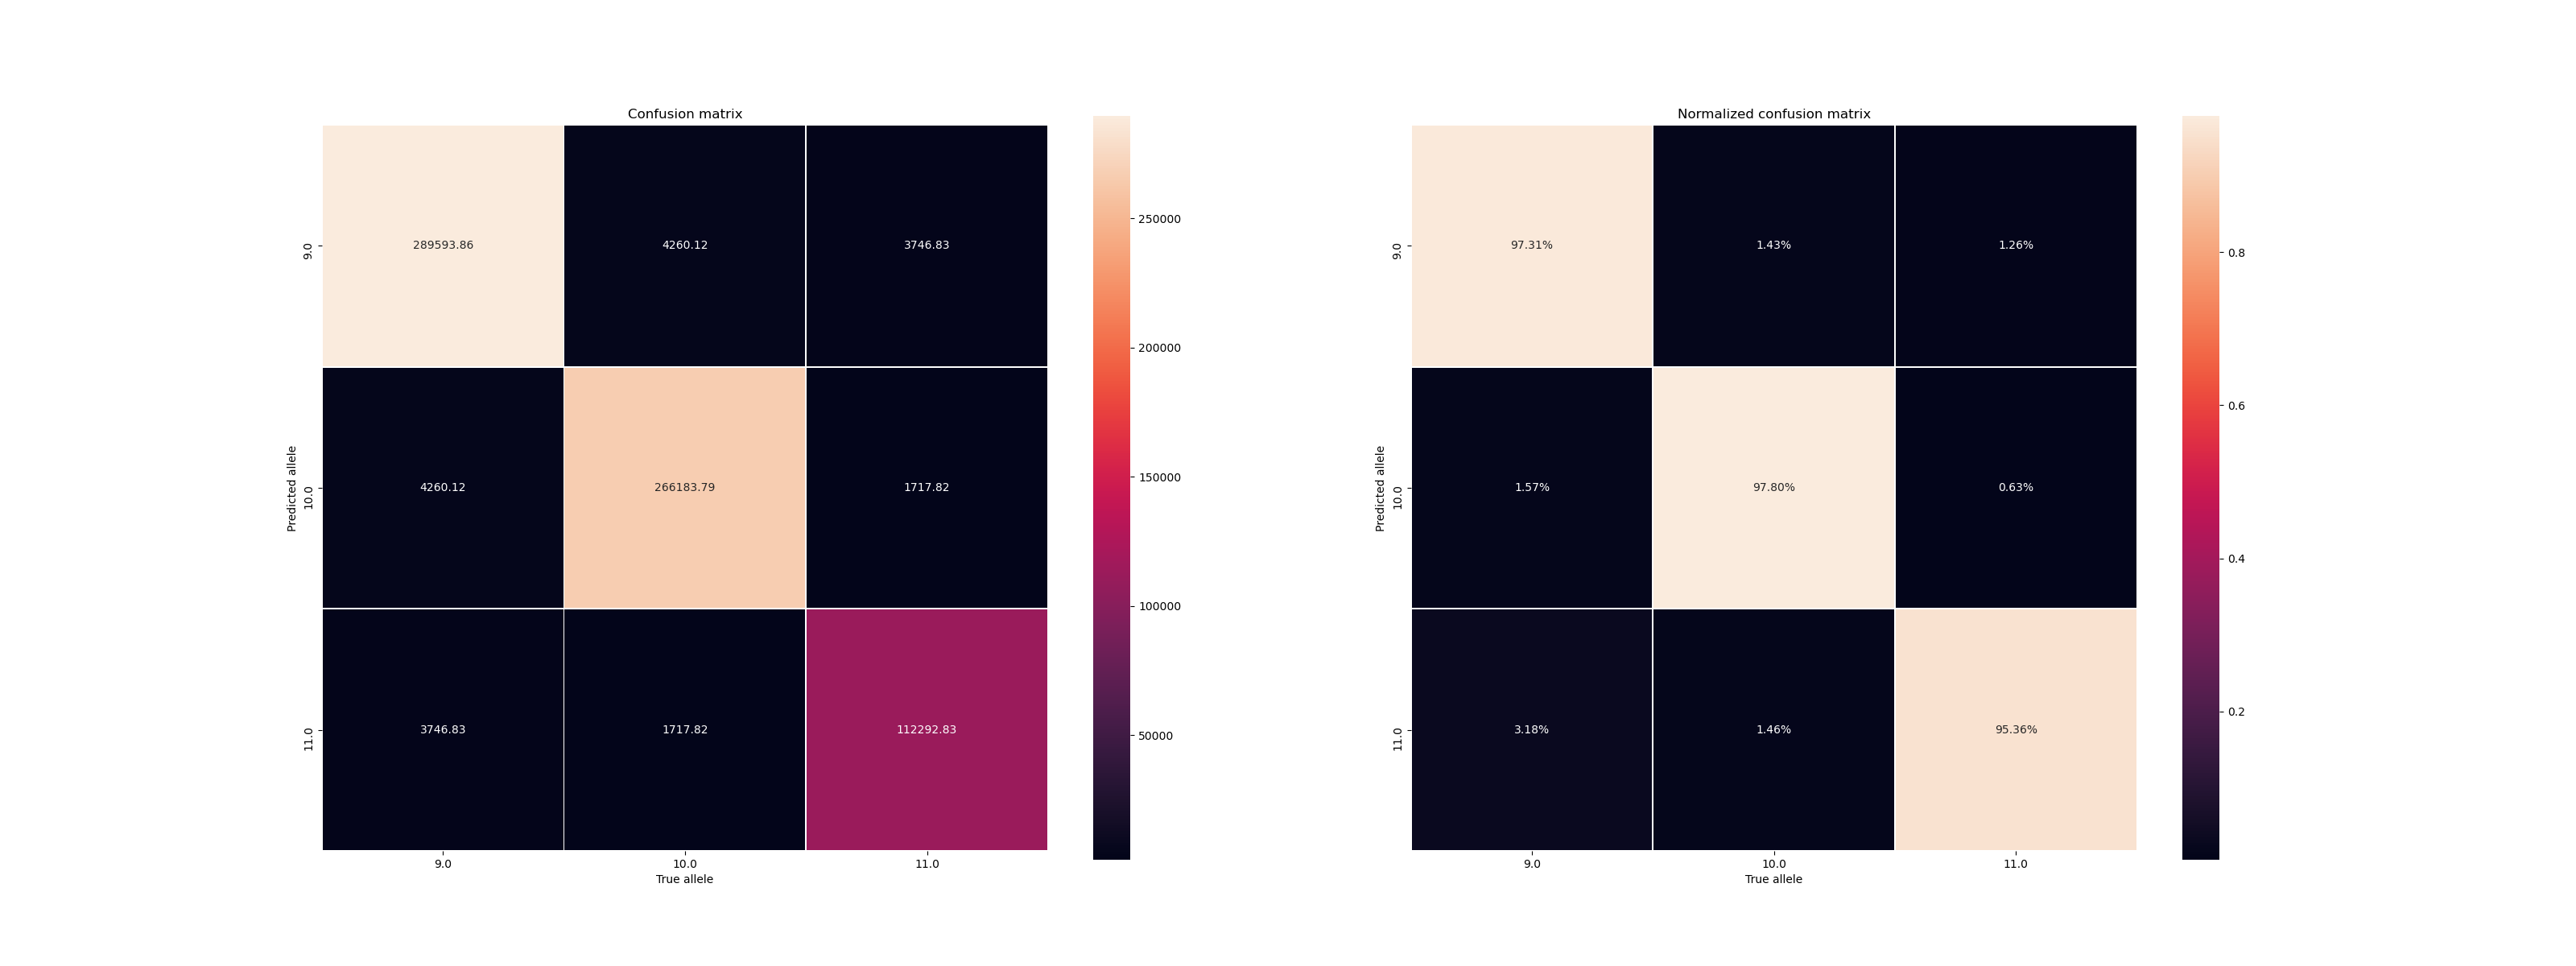 Confusion matrix
289593.86 4260.12 3746.83
4260.12 266183.79 1717.82
3746.83 1717.82 112292.83
9.0
10.0
11.0
Predicted allele
9.0 10.0 11.0
True allele
250000
200000
150000
100000
50000
Normalized confusion matrix
97.31% 1.43% 1.26%
1.57% 97.80% 0.63%
3.18% 1.46% 95.36%
9.0
10.0
11.0
Predicted allele
9.0 10.0 11.0
True allele
0.8
0.6
0.4
0.2